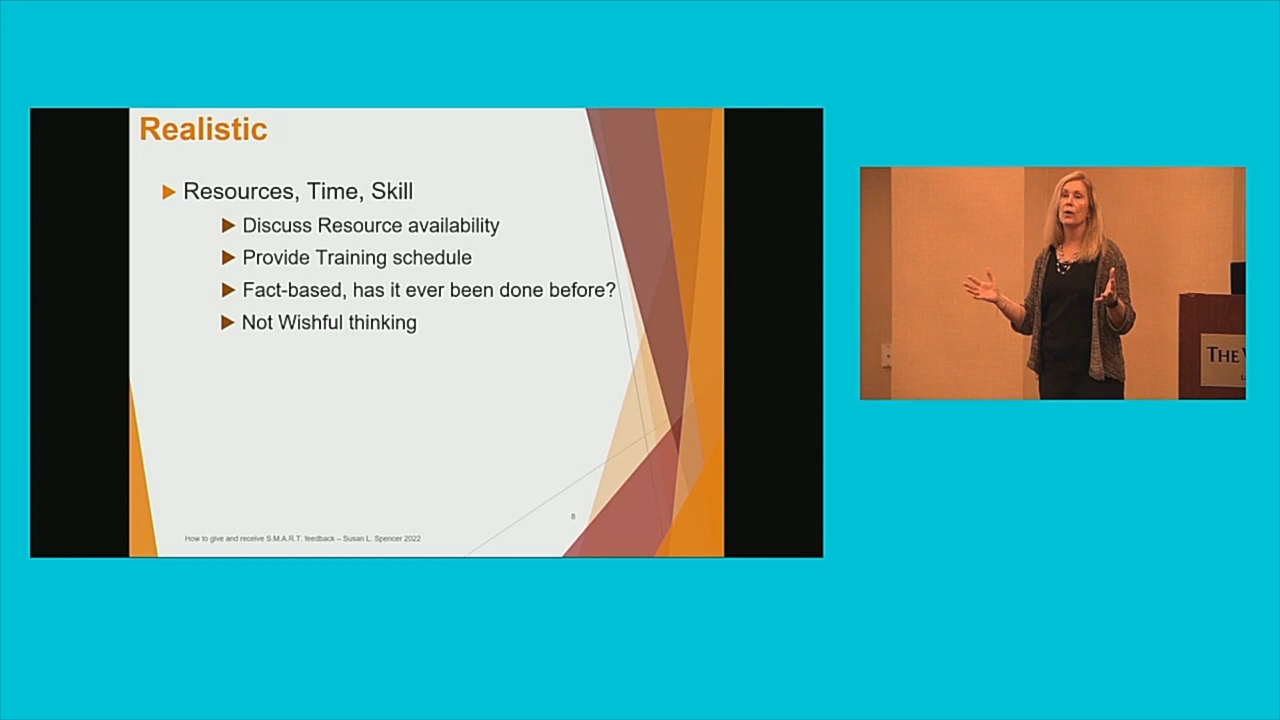 Realistic
Resources, Time, Skill
Discuss Resource availability
Provide Training schedule
Fact-based, has it ever been done before?
Not Wishful thinking
8
How to give and receive S.M.A.R.T. feedback – Susan L. Spencer 2022
THE